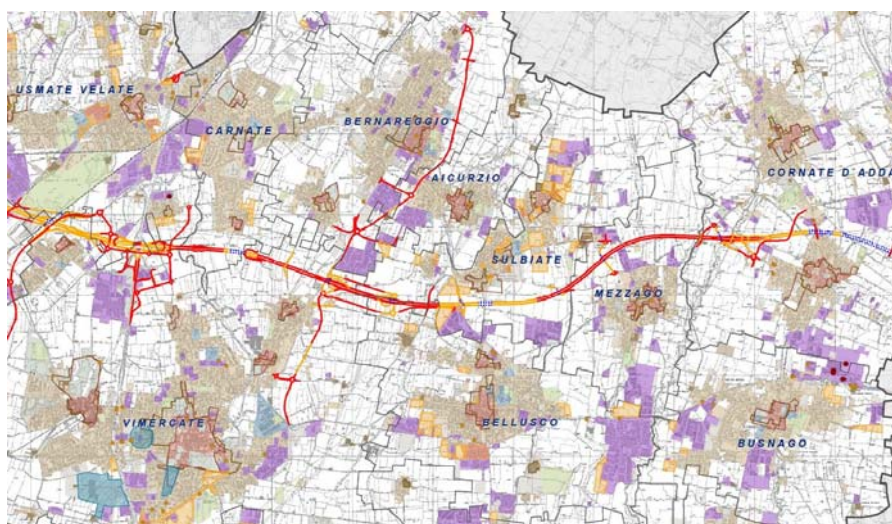 USMATE VELATE
CARNATE
BERNAREGGIO
AICURZIO
CORNATE D'ADDA
SULBIATE
MEZZAGO
VIMERCATE
BELLUSCO
BUSNAGO